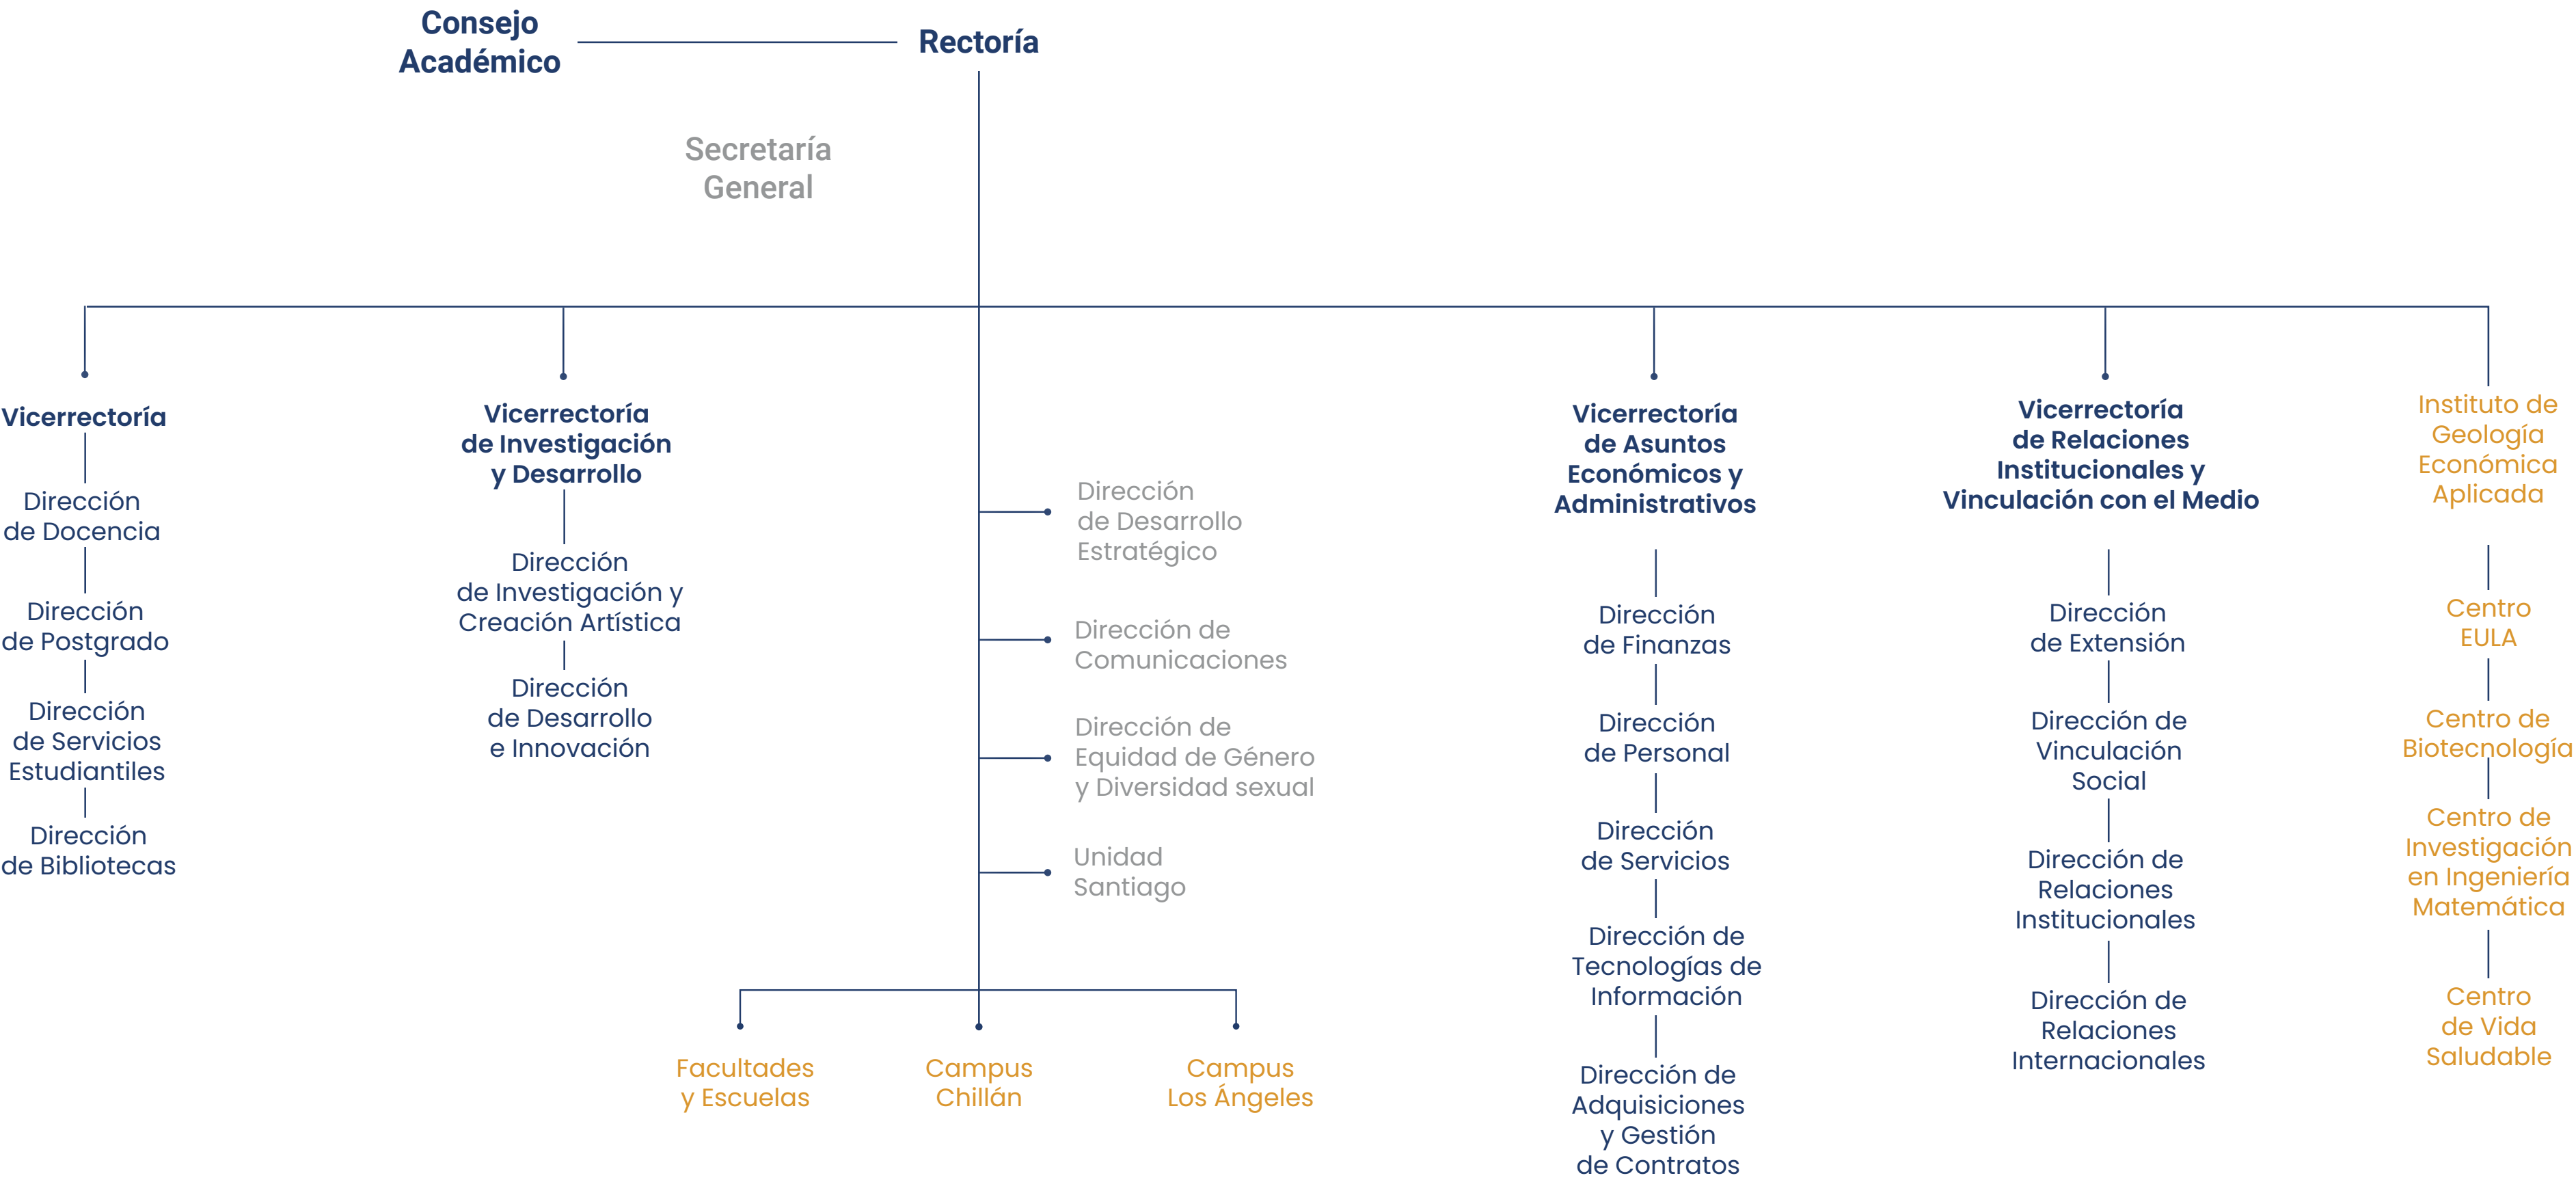 Consejo
Académico
Rectoría
Secretaría
General
Vicerrectoría
Dirección
de Docencia
Dirección
de Postgrado
Dirección
de Servicios
Estudiantiles
Dirección
de Bibliotecas
Vicerrectoría
de Investigación
y Desarrollo
Dirección
de Investigación y
Creación Artística
Dirección
de Desarrollo
e Innovación
Dirección
de Desarrollo
Estratégico
Dirección de
Comunicaciones
Dirección de
Equidad de Género
y Diversidad sexual
Unidad
Santiago
Facultades
y Escuelas
Campus
Chillán
Campus
Los Ángeles
Vicerrectoría
de Asuntos
Económicos y
Administrativos
Dirección
de Finanzas
Dirección
de Personal
Dirección
de Servicios
Dirección de
Tecnologías de
Información
Dirección de
Adquisiciones
y Gestión
de Contratos
Vicerrectoría
de Relaciones
Institucionales y
Vinculación con el Medio
Dirección
de Extensión
Dirección de
Vinculación
Social
Dirección de
Relaciones
Institucionales
Dirección de
Relaciones
Internacionales
Instituto de
Geología
Económica
Aplicada
Centro
EULA
Centro de
Biotecnología
Centro de
Investigación
en Ingeniería
Matemática
Centro
de Vida
Saludable